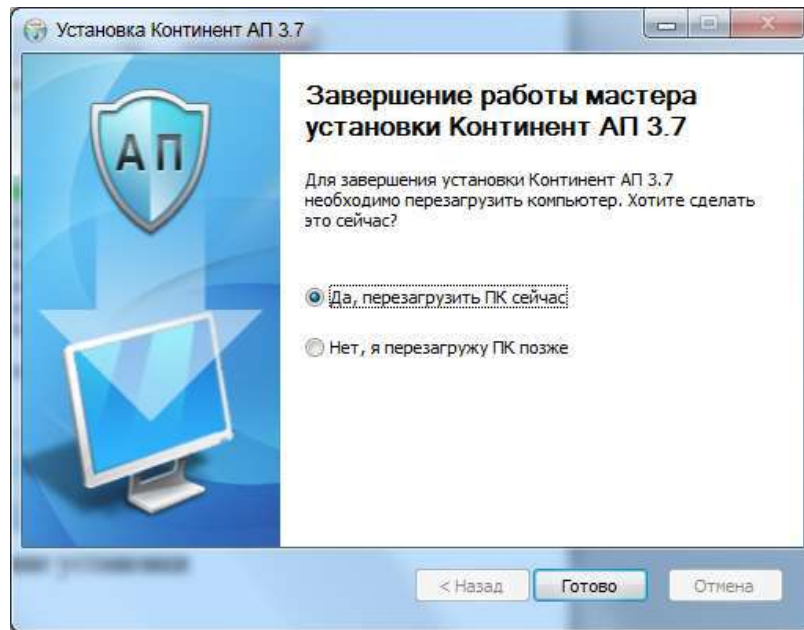 Установка Континент АП 3.7
АП
Завершение работы мастера
установки Континент АП 3.7
Для завершения установки Континент АП 3.7
необходимо перезагрузить компьютер. Хотите сделать
это сейчас?
Да, перезагрузить ПК сейчас
Нет, я перезагружу ПК позже
< Назад
Готово
Отмена